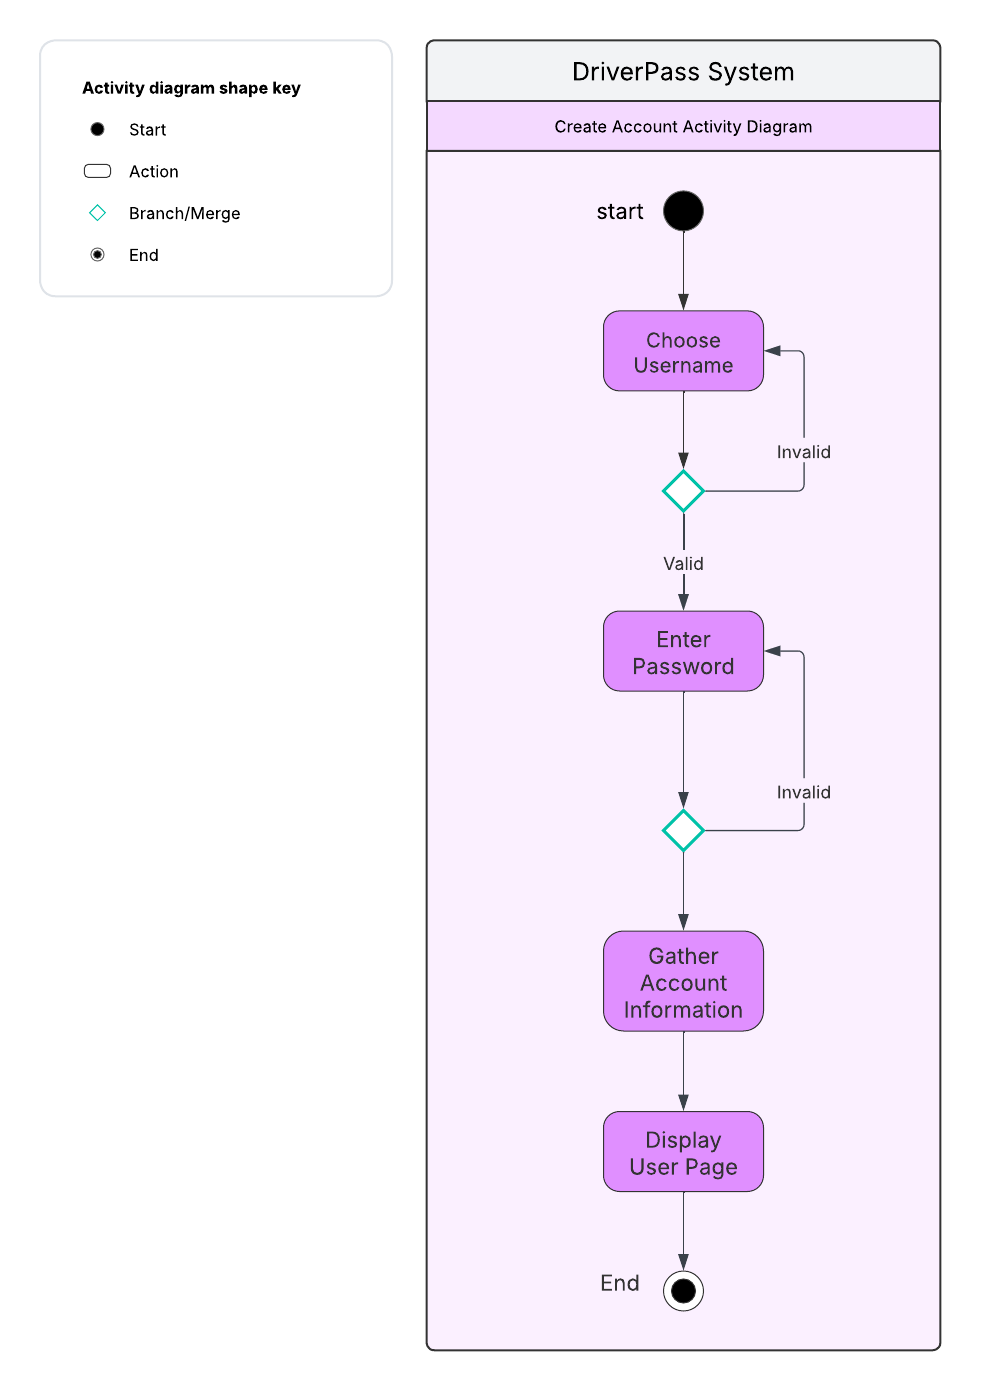 Activity diagram shape key
Start
Action
Branch/Merge
End
DriverPass System
Create Account Activity Diagram
start
Choose
Username
Invalid
Valid
Enter
Password
Invalid
Gather
Account
Information
Display
User Page
End